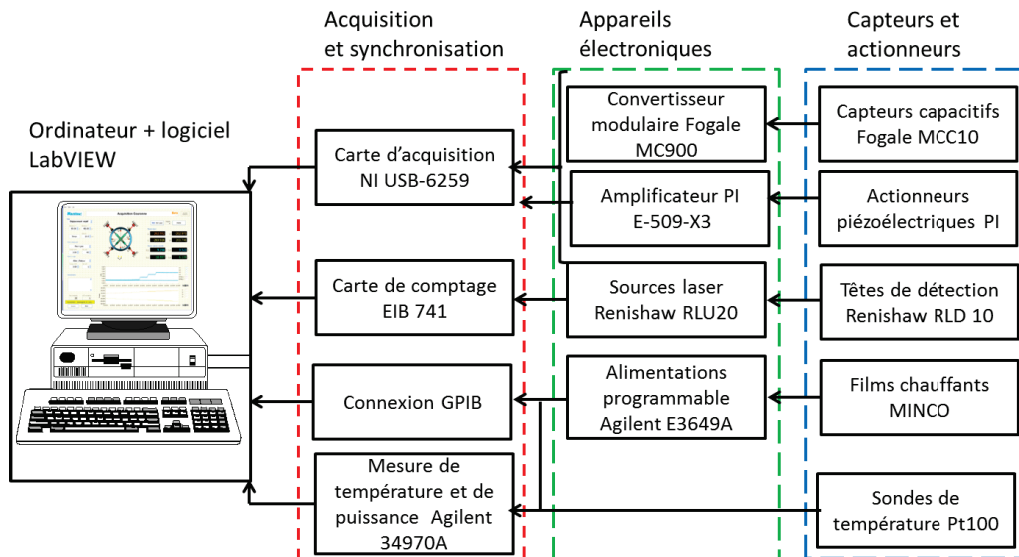 Acquisition
et synchronisation
Appareils
électroniques
Capteurs et
actionneurs
Ordinateur + logiciel
LabVIEW
Carte d'acquisition
NI USB-6259
Carte de comptage
EIB 741
Connexion GPIB
Mesure de
température et de
puissance Agilent
34970A
Convertisseur
modulaire Fogale
MC900
Amplificateur PI
E-509-X3
Sources laser
Renishaw RLU20
Alimentations
programmable
Agilent E3649A
Capteurs capacitifs
Fogale MCC10
Actionneurs
piézoélectriques PI
Têtes de détection
Renishaw RLD 10
Films chauffants
MINCO
Sondes de
température Pt100